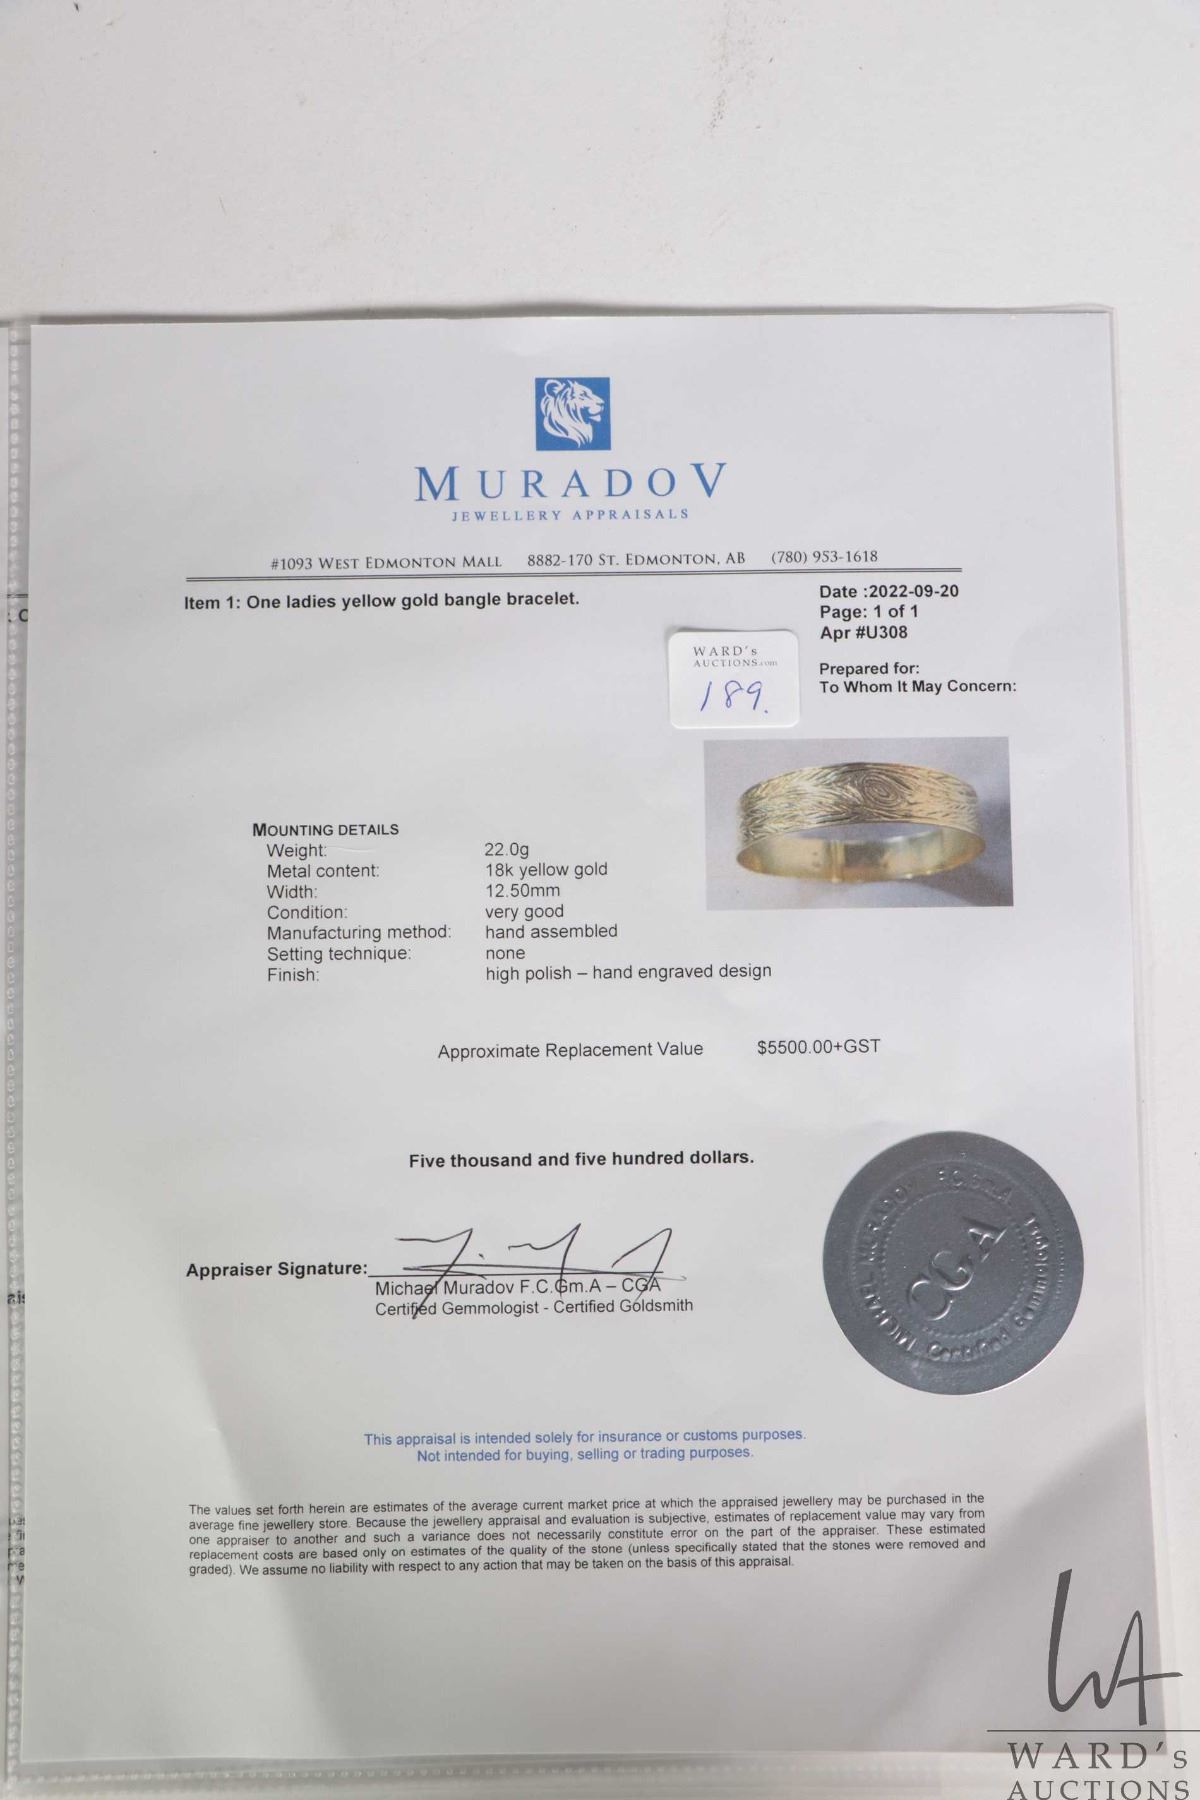 MURADOV
JEWELLERY APPRAISALS
#1093 WEST EDMONTON MALL 8882-170 ST. EDMONTON, AB (780) 953-1618
Item 1: One ladies yellow gold bangle bracelet.
Date :2022-09-20
Page: 1 of 1
Apr #U308
WARD's
AUCTIONS.com
189.
Prepared for:
To Whom It May Concern:
MOUNTING DETAILS
Weight: 22.0g
Metal content: 18k yellow gold
Width: 12.50mm
Condition: very good
Manufacturing method: hand assembled
Setting technique: none
Finish: high polish – hand engraved design
Approximate Replacement Value $5500.00+GST
Five thousand and five hundred dollars.
Appraiser Signature:
Michael Muradov F.C.Gm.A – CGA
Certified Gemmologist - Certified Goldsmith
MICHAEL MURADOV F.C.Gm.A
CGA
Certified Gemmologist
This appraisal is intended solely for insurance or customs purposes.
Not intended for buying, selling or trading purposes.
The values set forth herein are estimates of the average current market price at which the appraised jewellery may be purchased in the
average fine jewellery store. Because the jewellery appraisal and evaluation is subjective, estimates of replacement value may vary from
one appraiser to another and such a variance does not necessarily constitute error on the part of the appraiser. These estimated
replacement costs are based only on estimates of the quality of the stone (unless specifically stated that the stones were removed and
graded). We assume no liability with respect to any action that may be taken on the basis of this appraisal.
WA
WARD's
AUCTIONS